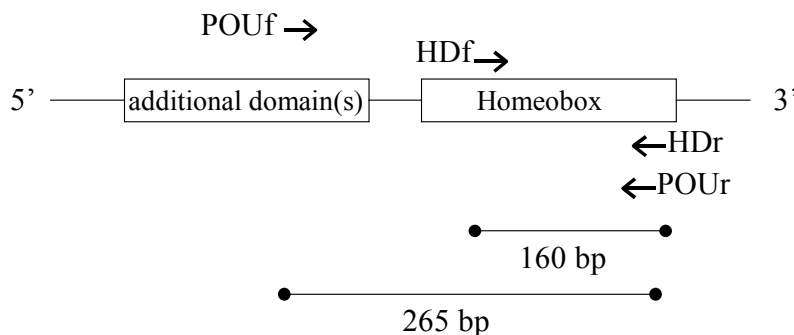 POUf
HDf
5’ additional domain(s) Homeobox 3’
HDr
POUr
160 bp
265 bp